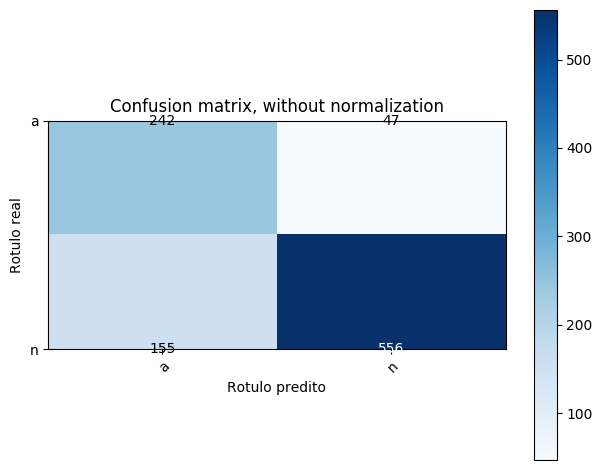 Confusion matrix, without normalization
a
242 47
Rotulo real
n
155 556
a n
Rotulo predito
500
400
300
200
100